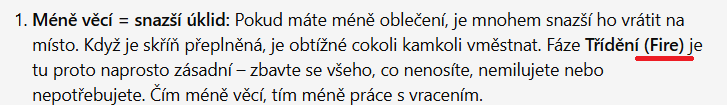 1. Méně věcí = snazší úklid: Pokud máte méně oblečení, je mnohem snazší ho vrátit na
místo. Když je skříň přeplněná, je obtížné cokoli kamkoli vměstnat. Fáze Třídění (Fire) je
tu proto naprosto zásadní – zbavte se všeho, co nenosíte, nemilujete nebo
nepotřebujete. Čím méně věcí, tím méně práce s vracením.